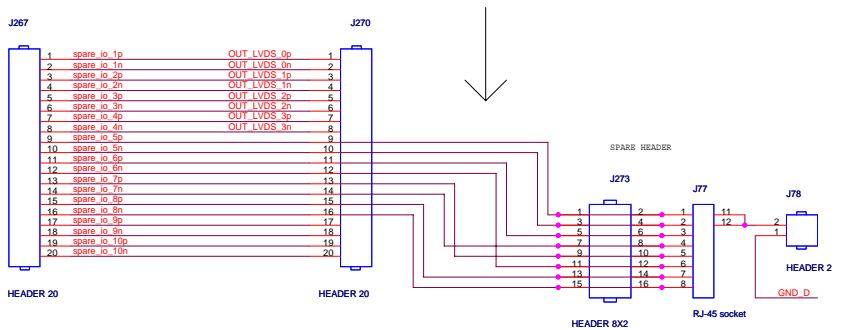 J267
J270
1 spare_io_1p OUT_LVDS_0p 1
2 spare_io_1n OUT_LVDS_0n 2
3 spare_io_2p OUT_LVDS_1p 3
4 spare_io_2n OUT_LVDS_1n 4
5 spare_io_3p OUT_LVDS_2p 5
6 spare_io_3n OUT_LVDS_2n 6
7 spare_io_4p OUT_LVDS_3p 7
8 spare_io_4n OUT_LVDS_3n 8
9 spare_io_5p 9
10 spare_io_5n 10
11 spare_io_6p 11
12 spare_io_6n 12
13 spare_io_7p 13
14 spare_io_7n 14
15 spare_io_8p 15
16 spare_io_8n 16
17 spare_io_9p 17
18 spare_io_9n 18
19 spare_io_10p 19
20 spare_io_10n 20
HEADER 20
HEADER 20
SPARE HEADER
J273
1 2
3 4
5 6
7 8
9 10
11 12
13 14
15 16
HEADER 8X2
J77
1 11
2 12
3
4
5
6
7
8
RJ-45 socket
J78
2
1
HEADER 2
GND_D